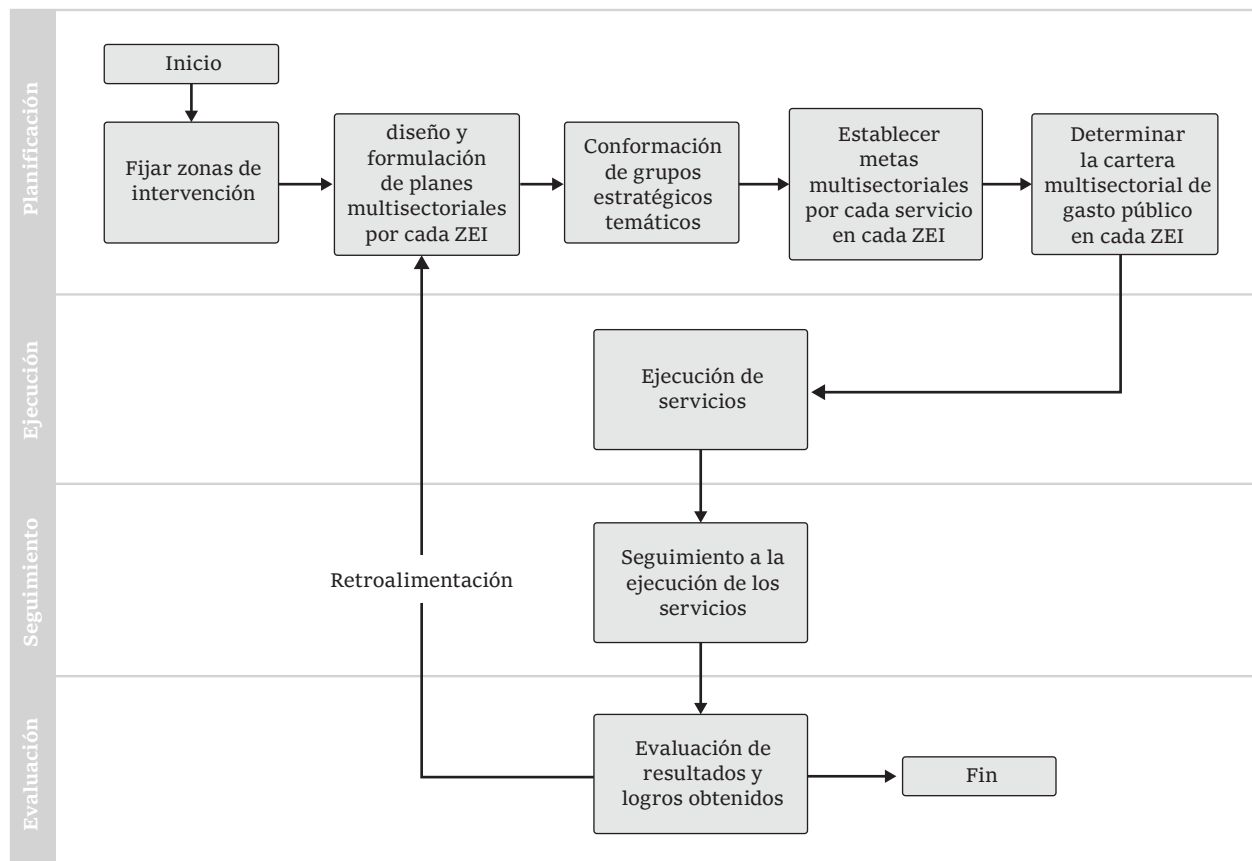 Planificación
Inicio
Fijar zonas de
intervención
diseño y
formulación
de planes
multisectoriales
por cada ZEI
Conformación
de grupos
estratégicos
temáticos
Establecer
metas
multisectoriales
por cada servicio
en cada ZEI
Determinar
la cartera
multisectorial de
gasto público
en cada ZEI
Ejecución
Ejecución de
servicios
Seguimiento
Retroalimentación
Seguimiento a la
ejecución de los
servicios
Evaluación
Evaluación de
resultados y
logros obtenidos
Fin